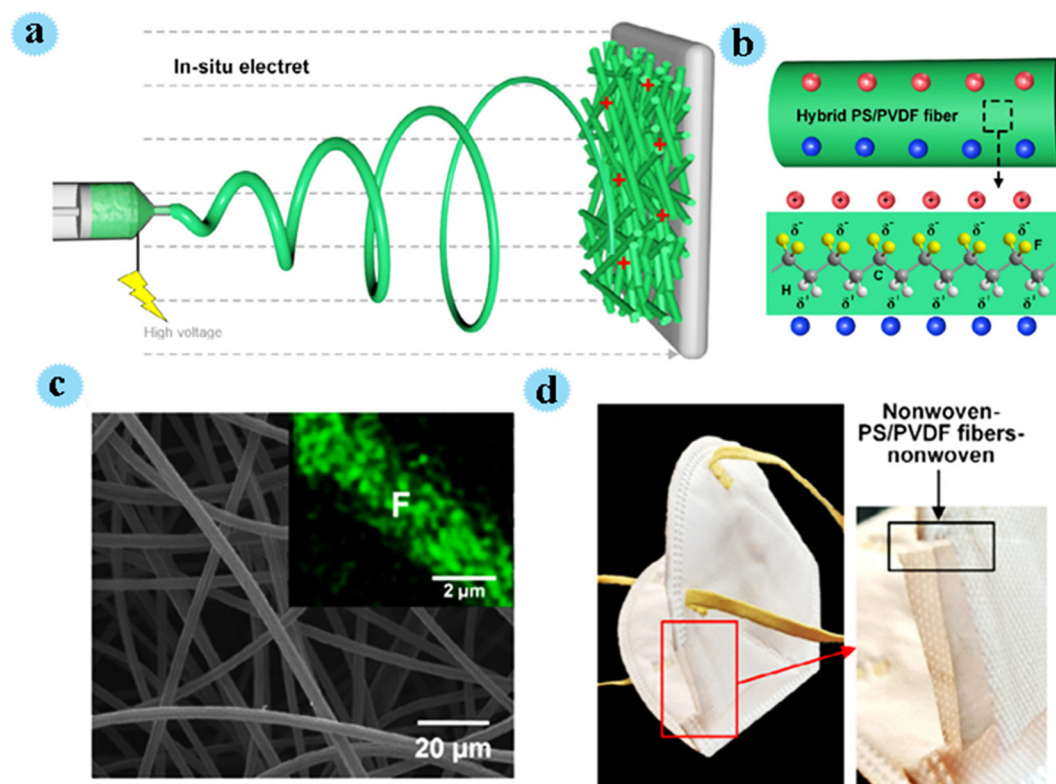 a
In-situ electret
High voltage
b
Hybrid PS/PVDF fiber
+ + + + + +
δ- δ- δ- δ- δ- δ-
F
C
H
δ+ δ+ δ+ δ+ δ+ δ+
c
F
2 μm
20 μm
d
Nonwoven-
PS/PVDF fibers-
nonwoven